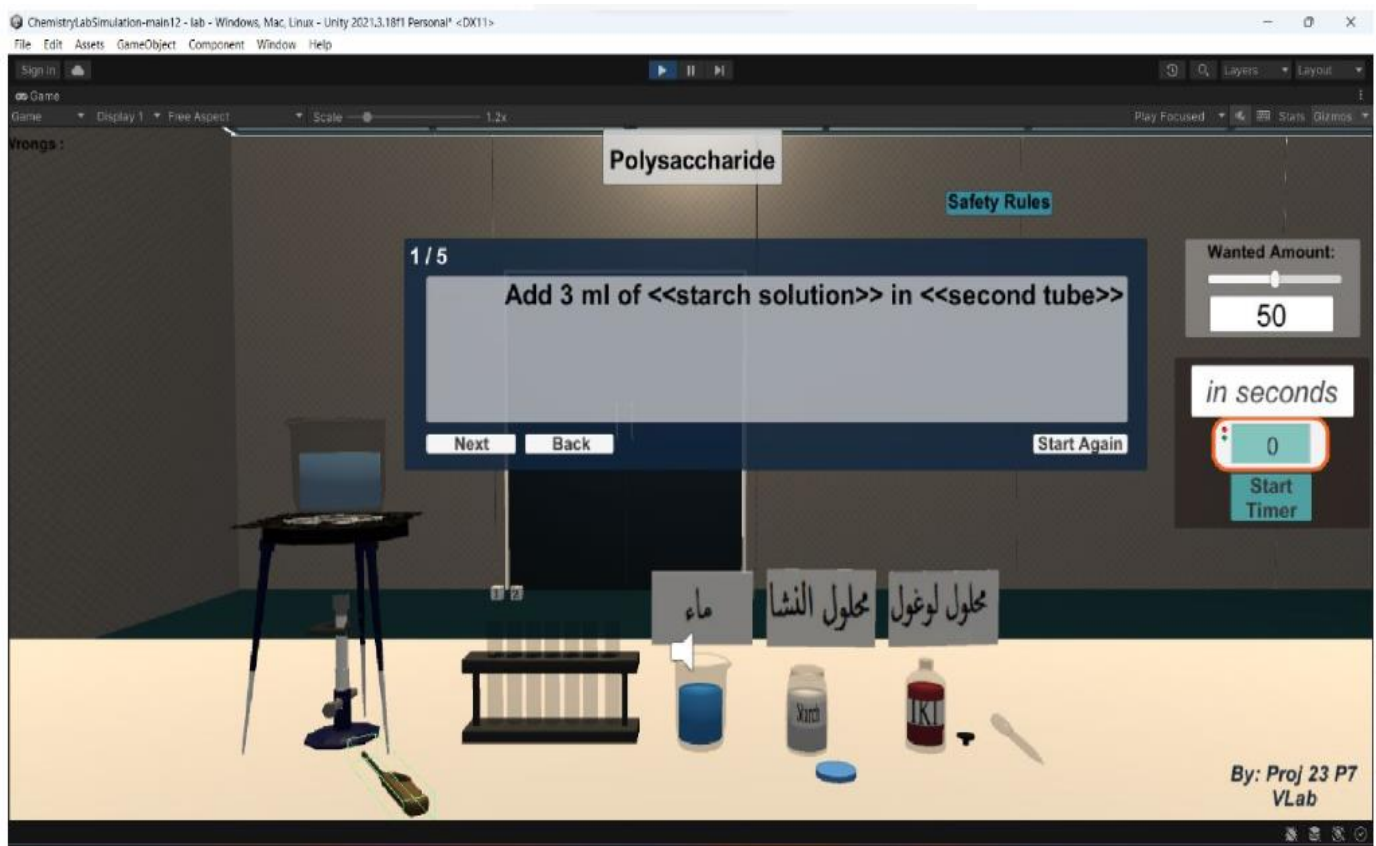 ChemistryLabSimulation-main12 - lab - Windows, Mac, Linux - Unity 2021.3.18f1 Personal* <DX11>
File Edit Assets GameObject Component Window Help
Sign in
Layers Layout
Game
Game Display 1 Free Aspect Scale 1.2x Play Focused Stats Gizmos
Wrongs :
Polysaccharide
Safety Rules
1 / 5
Add 3 ml of <<starch solution>> in <<second tube>>
Next Back Start Again
Wanted Amount:
50
in seconds
0
Start
Timer
1 2
ماء
محلول النشا
محلول لوغول
Starch
IKI
By: Proj 23 P7
VLab